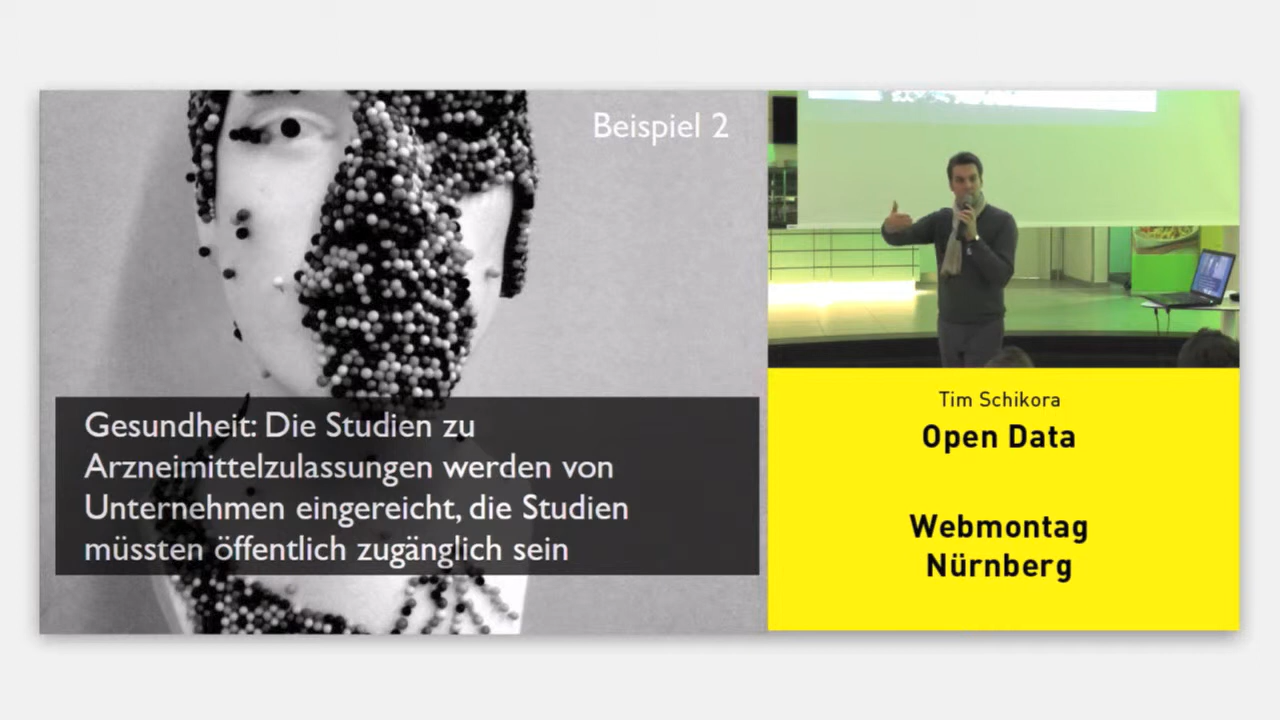 Beispiel 2
Gesundheit: Die Studien zu
Arzneimittelzulassungen werden von
Unternehmen eingereicht, die Studien
müssten öffentlich zugänglich sein
Tim Schikora
Open Data
Webmontag
Nürnberg